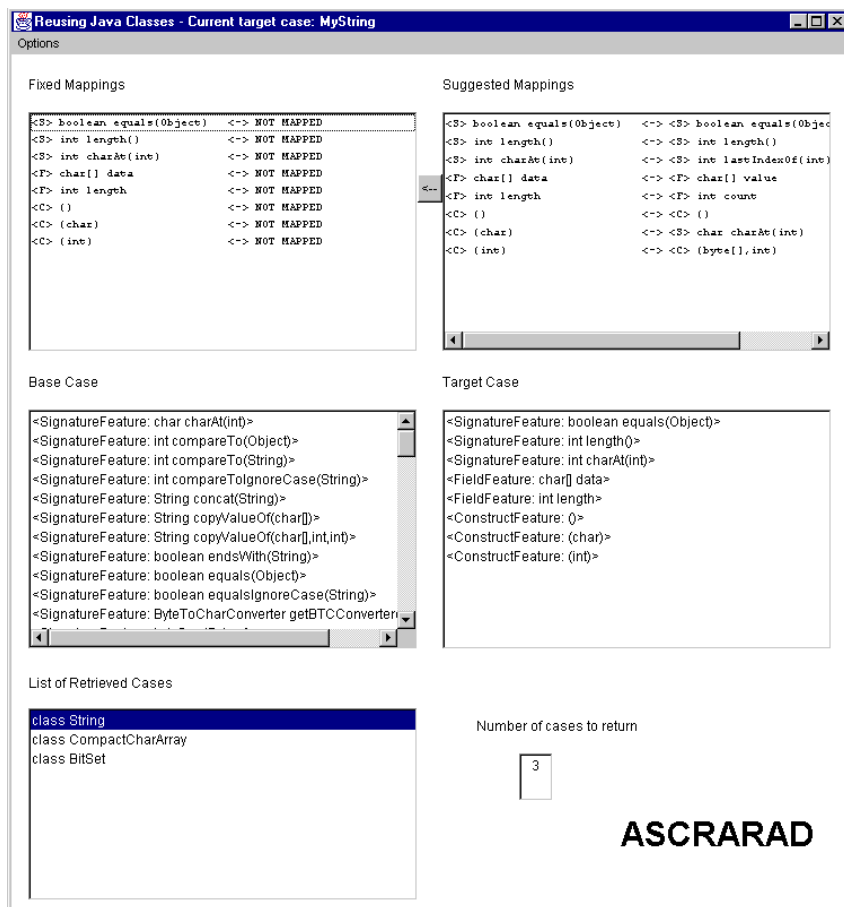 Reusing Java Classes - Current target case: MyString
Options
Fixed Mappings
<S> boolean equals(Object) <-> NOT MAPPED
<S> int length() <-> NOT MAPPED
<S> int charAt(int) <-> NOT MAPPED
<F> char[] data <-> NOT MAPPED
<F> int length <-> NOT MAPPED
<C> () <-> NOT MAPPED
<C> (char) <-> NOT MAPPED
<C> (int) <-> NOT MAPPED
<--
Suggested Mappings
<S> boolean equals(Object) <-> <S> boolean equals(Objec
<S> int length() <-> <S> int length()
<S> int charAt(int) <-> <S> int lastIndexOf(int)
<F> char[] data <-> <F> char[] value
<F> int length <-> <F> int count
<C> () <-> <C> ()
<C> (char) <-> <S> char charAt(int)
<C> (int) <-> <C> (byte[],int)
Base Case
<SignatureFeature: char charAt(int)>
<SignatureFeature: int compareTo(Object)>
<SignatureFeature: int compareTo(String)>
<SignatureFeature: int compareToIgnoreCase(String)>
<SignatureFeature: String concat(String)>
<SignatureFeature: String copyValueOf(char[])>
<SignatureFeature: String copyValueOf(char[],int,int)>
<SignatureFeature: boolean endsWith(String)>
<SignatureFeature: boolean equals(Object)>
<SignatureFeature: boolean equalsIgnoreCase(String)>
<SignatureFeature: ByteToCharConverter getBTCConverter(
Target Case
<SignatureFeature: boolean equals(Object)>
<SignatureFeature: int length()>
<SignatureFeature: int charAt(int)>
<FieldFeature: char[] data>
<FieldFeature: int length>
<ConstructFeature: ()>
<ConstructFeature: (char)>
<ConstructFeature: (int)>
List of Retrieved Cases
class String
class CompactCharArray
class BitSet
Number of cases to return
3
ASCRARAD